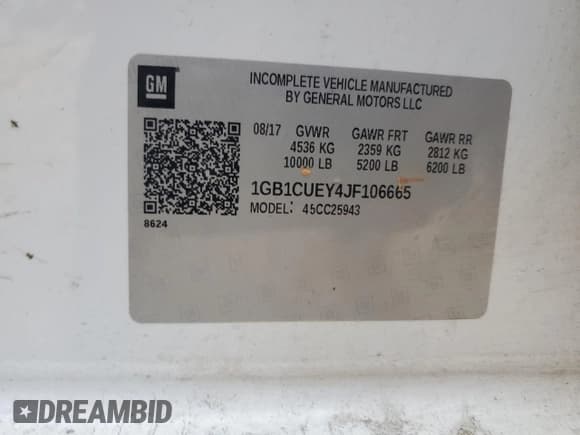 GM
INCOMPLETE VEHICLE MANUFACTURED
BY GENERAL MOTORS LLC
08/17 GVWR GAWR FRT GAWR RR
4536 KG 2359 KG 2812 KG
10000 LB 5200 LB 6200 LB
1GB1CUEY4JF106665
MODEL: 45CC25943
8624
DREAMBID